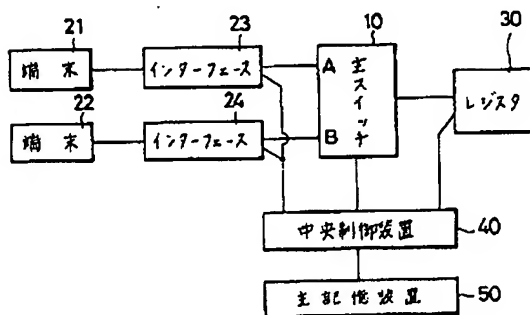 21
23
10
30
端末
インターフェース
A
主スイッチ
レジスタ
22
24
端末
インターフェース
B
中央制御装置
40
主記憶装置
50